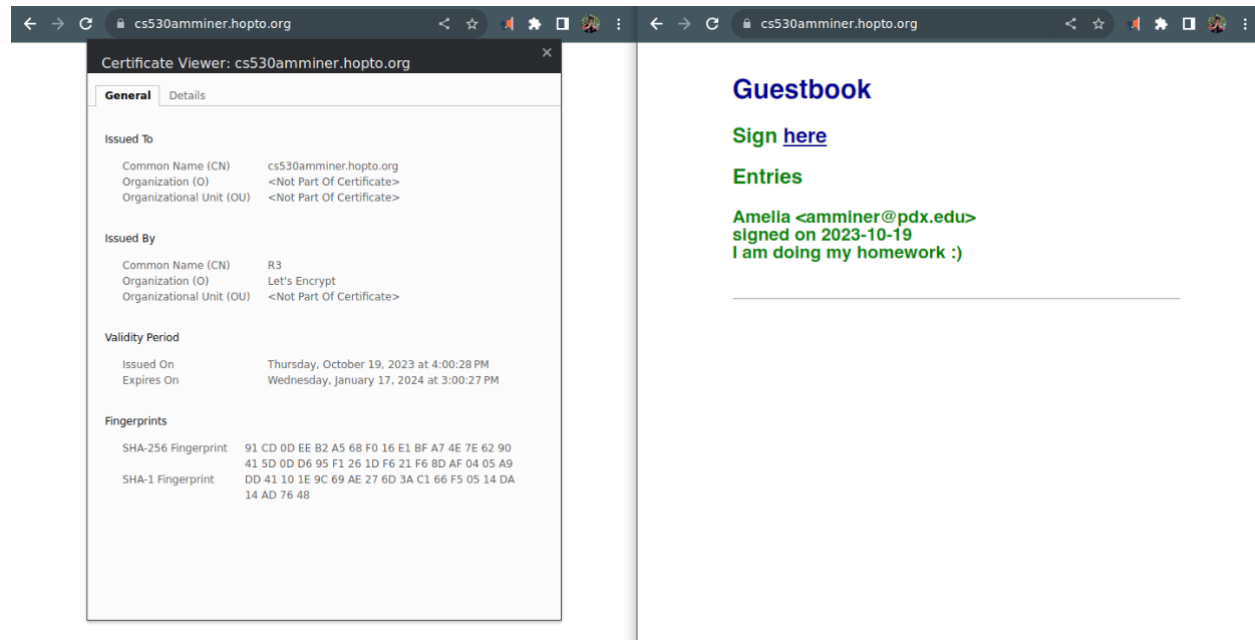 cs530amminer.hopto.org
Certificate Viewer: cs530amminer.hopto.org
General Details
Issued To
Common Name (CN) cs530amminer.hopto.org
Organization (O) <Not Part Of Certificate>
Organizational Unit (OU) <Not Part Of Certificate>
Issued By
Common Name (CN) R3
Organization (O) Let's Encrypt
Organizational Unit (OU) <Not Part Of Certificate>
Validity Period
Issued On Thursday, October 19, 2023 at 4:00:28 PM
Expires On Wednesday, January 17, 2024 at 3:00:27 PM
Fingerprints
SHA-256 Fingerprint 91 CD 0D EE B2 A5 68 F0 16 E1 BF A7 4E 7E 62 90
41 5D 0D D6 95 F1 26 1D F6 21 F6 8D AF 04 05 A9
SHA-1 Fingerprint DD 41 10 1E 9C 69 AE 27 6D 3A C1 66 F5 05 14 DA
14 AD 76 48
cs530amminer.hopto.org
Guestbook
Sign here
Entries
Amelia <amminer@pdx.edu>
signed on 2023-10-19
I am doing my homework :)